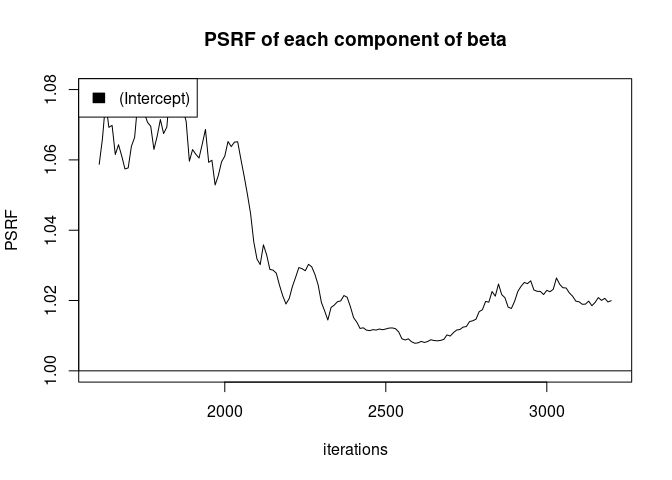 PSRF of each component of beta
(Intercept)
1.08
1.06
1.04
1.02
1.00
PSRF
2000
2500
3000
iterations